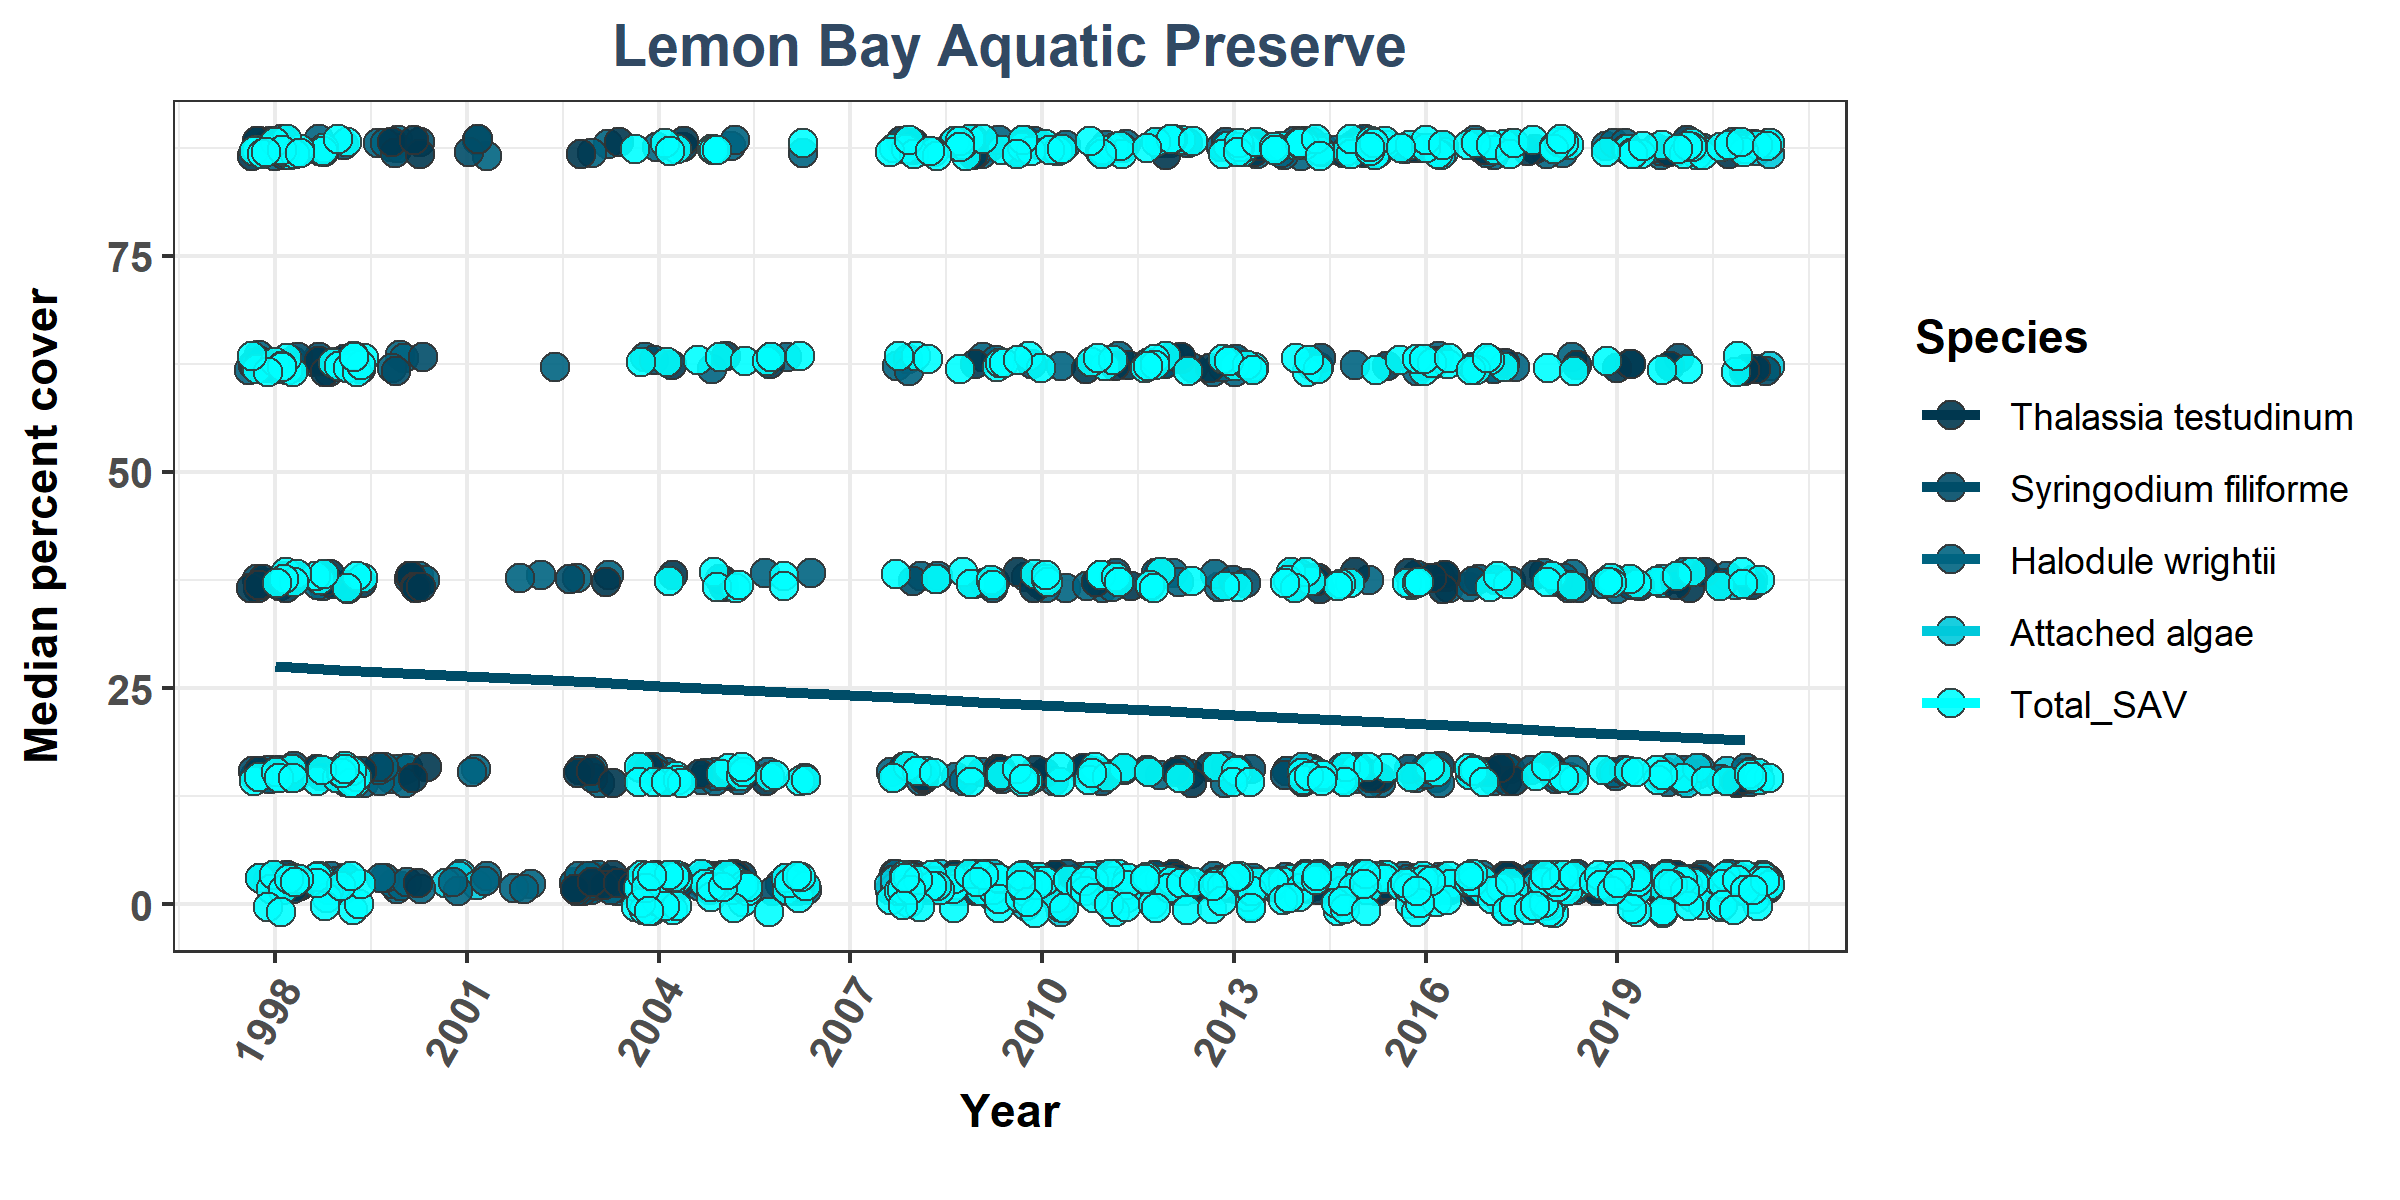 Lemon Bay Aquatic Preserve
Median percent cover
75
50
25
0
1998
2001
2004
2007
2010
2013
2016
2019
Year
Species
Thalassia testudinum
Syringodium filiforme
Halodule wrightii
Attached algae
Total_SAV